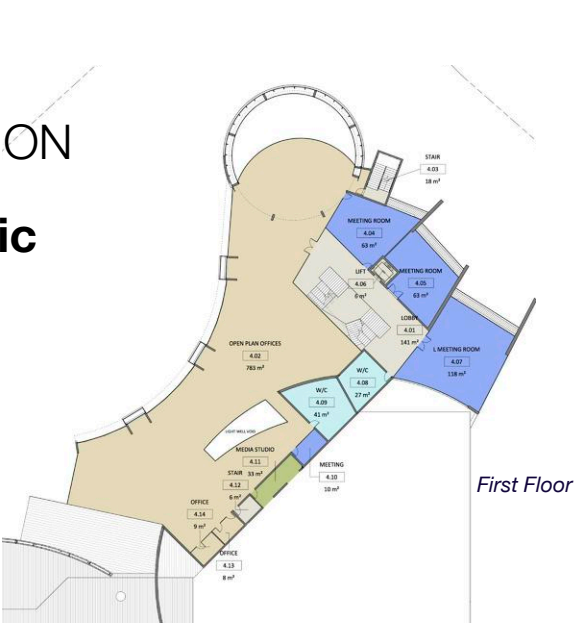 ON
ic
STAIR
4.03
18 m²
MEETING ROOM
4.04
63 m²
LIFT
4.06
6 m²
MEETING ROOM
4.05
63 m²
LOBBY
4.01
141 m²
L MEETING ROOM
4.07
118 m²
OPEN PLAN OFFICES
4.02
783 m²
W/C
4.08
27 m²
W/C
4.09
41 m²
LIGHT WELL VOID
MEDIA STUDIO
4.11
33 m²
MEETING
4.10
10 m²
STAIR
4.12
6 m²
OFFICE
4.14
9 m²
OFFICE
4.13
8 m²
First Floor